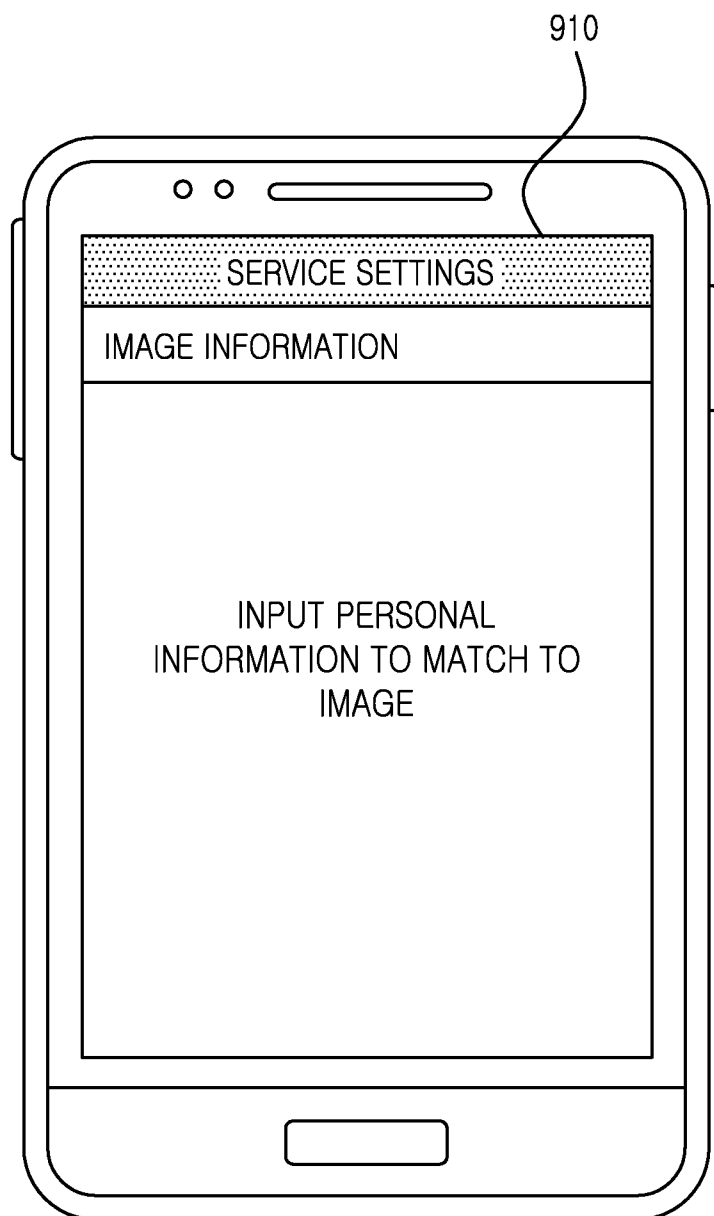 910
SERVICE SETTINGS
IMAGE INFORMATION
INPUT PERSONAL
INFORMATION TO MATCH TO
IMAGE